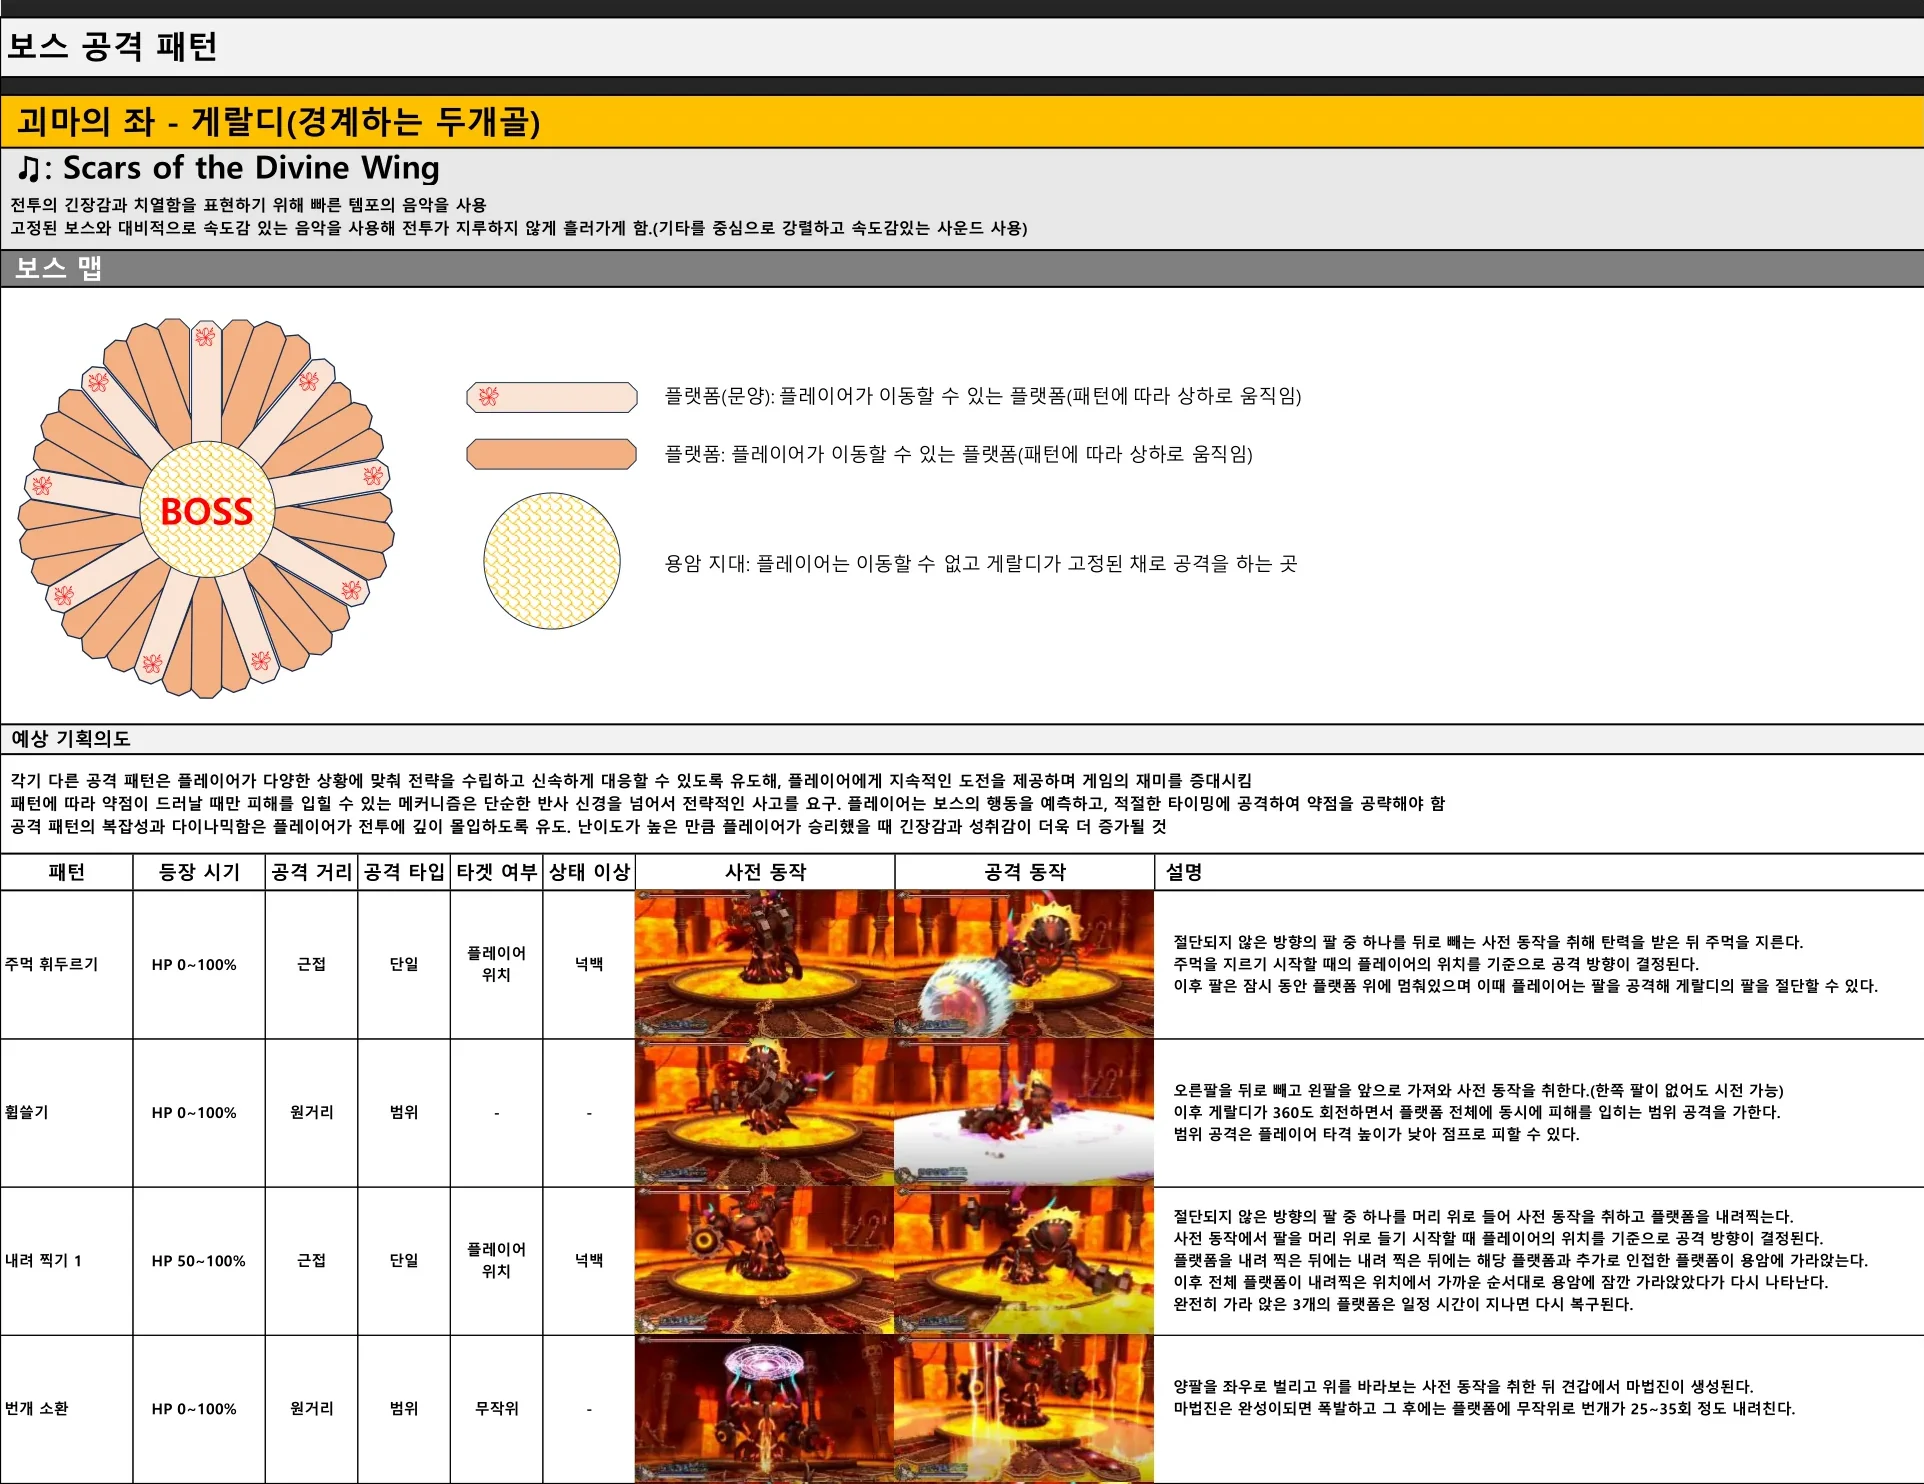 보스 공격 패턴
괴마의 좌 - 게랄디(경계하는 두개골)
♫: Scars of the Divine Wing
전투의 긴장감과 치열함을 표현하기 위해 빠른 템포의 음악을 사용
고정된 보스와 대비적으로 속도감 있는 음악을 사용해 전투가 지루하지 않게 흘러가게 함.(기타를 중심으로 강렬하고 속도감있는 사운드 사용)
보스 맵
BOSS
플랫폼(문양): 플레이어가 이동할 수 있는 플랫폼(패턴에 따라 상하로 움직임)
플랫폼: 플레이어가 이동할 수 있는 플랫폼(패턴에 따라 상하로 움직임)
용암 지대: 플레이어는 이동할 수 없고 게랄디가 고정된 채로 공격을 하는 곳
예상 기획의도
각기 다른 공격 패턴은 플레이어가 다양한 상황에 맞춰 전략을 수립하고 신속하게 대응할 수 있도록 유도해, 플레이어에게 지속적인 도전을 제공하며 게임의 재미를 증대시킴
패턴에 따라 약점이 드러날 때만 피해를 입힐 수 있는 메커니즘은 단순한 반사 신경을 넘어서 전략적인 사고를 요구. 플레이어는 보스의 행동을 예측하고, 적절한 타이밍에 공격하여 약점을 공략해야 함
공격 패턴의 복잡성과 다이나믹함은 플레이어가 전투에 깊이 몰입하도록 유도. 난이도가 높은 만큼 플레이어가 승리했을 때 긴장감과 성취감이 더욱 더 증가될 것
패턴 등장 시기 공격 거리 공격 타입 타겟 여부 상태 이상 사전 동작 공격 동작 설명
주먹 휘두르기 HP 0~100% 근접 단일 플레이어 위치 넉백
절단되지 않은 방향의 팔 중 하나를 뒤로 빼는 사전 동작을 취해 탄력을 받은 뒤 주먹을 지른다.
주먹을 지르기 시작할 때의 플레이어의 위치를 기준으로 공격 방향이 결정된다.
이후 팔은 잠시 동안 플랫폼 위에 멈춰있으며 이때 플레이어는 팔을 공격해 게랄디의 팔을 절단할 수 있다.
휩쓸기 HP 0~100% 원거리 범위 - -
오른팔을 뒤로 빼고 왼팔을 앞으로 가져와 사전 동작을 취한다.(한쪽 팔이 없어도 시전 가능)
이후 게랄디가 360도 회전하면서 플랫폼 전체에 동시에 피해를 입히는 범위 공격을 가한다.
범위 공격은 플레이어 타격 높이가 낮아 점프로 피할 수 있다.
내려 찍기 1 HP 50~100% 근접 단일 플레이어 위치 넉백
절단되지 않은 방향의 팔 중 하나를 머리 위로 들어 사전 동작을 취하고 플랫폼을 내려찍는다.
사전 동작에서 팔을 머리 위로 들기 시작할 때 플레이어의 위치를 기준으로 공격 방향이 결정된다.
플랫폼을 내려 찍은 뒤에는 내려 찍은 뒤에는 해당 플랫폼과 추가로 인접한 플랫폼이 용암에 가라앉는다.
이후 전체 플랫폼이 내려찍은 위치에서 가까운 순서대로 용암에 잠깐 가라앉았다가 다시 나타난다.
완전히 가라 앉은 3개의 플랫폼은 일정 시간이 지나면 다시 복구된다.
번개 소환 HP 0~100% 원거리 범위 무작위 -
양팔을 좌우로 벌리고 위를 바라보는 사전 동작을 취한 뒤 견갑에서 마법진이 생성된다.
마법진은 완성이되면 폭발하고 그 후에는 플랫폼에 무작위로 번개가 25~35회 정도 내려친다.